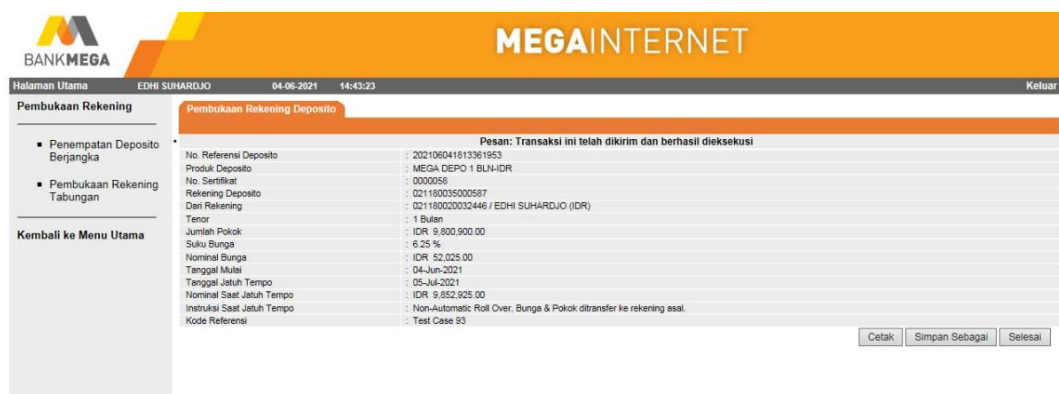 BANKMEGA
MEGAINTERNET
Halaman Utama EDHI SUHARDJO 04-06-2021 14:43:23 Keluar
Pembukaan Rekening
Penempatan Deposito
Berjangka
Pembukaan Rekening
Tabungan
Kembali ke Menu Utama
Pembukaan Rekening Deposito
Pesan: Transaksi ini telah dikirim dan berhasil dieksekusi
No. Referensi Deposito : 202106041813361953
Produk Deposito : MEGA DEPO 1 BLN-IDR
No. Sertifikat : 0000058
Rekening Deposito : 021180035000587
Dari Rekening : 021180020032446 / EDHI SUHARDJO (IDR)
Tenor : 1 Bulan
Jumlah Pokok : IDR 9,800,900.00
Suku Bunga : 6.25 %
Nominal Bunga : IDR 52,025.00
Tanggal Mulai : 04-Jun-2021
Tanggal Jatuh Tempo : 05-Jul-2021
Nominal Saat Jatuh Tempo : IDR 9,852,925.00
Instruksi Saat Jatuh Tempo : Non-Automatic Roll Over, Bunga & Pokok ditransfer ke rekening asal.
Kode Referensi : Test Case 93
Cetak Simpan Sebagai Selesai